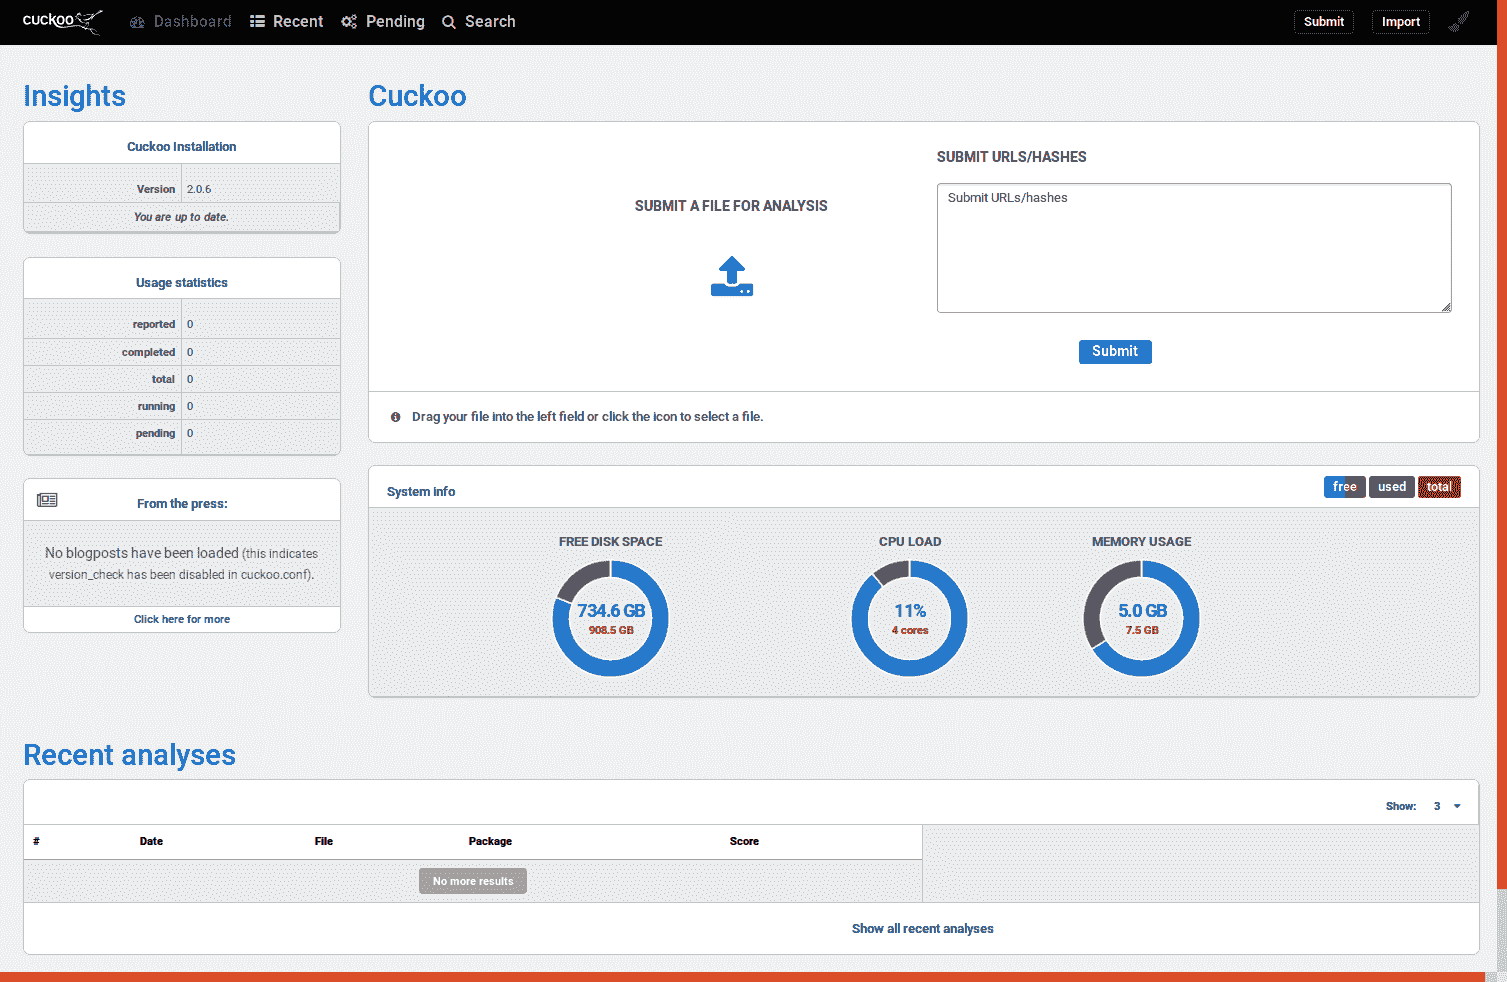 cuckoo Dashboard Recent Pending Search Submit Import
Insights
Cuckoo Installation
Version 2.0.6
You are up to date.
Usage statistics
reported 0
completed 0
total 0
running 0
pending 0
From the press:
No blogposts have been loaded (this indicates
version_check has been disabled in cuckoo.conf).
Click here for more
Cuckoo
SUBMIT A FILE FOR ANALYSIS
SUBMIT URLS/HASHES
Submit URLs/hashes
Submit
Drag your file into the left field or click the icon to select a file.
System info
free used total
FREE DISK SPACE
734.6 GB
908.5 GB
CPU LOAD
11%
4 cores
MEMORY USAGE
5.0 GB
7.5 GB
Recent analyses
Show: 3
# Date File Package Score
No more results
Show all recent analyses